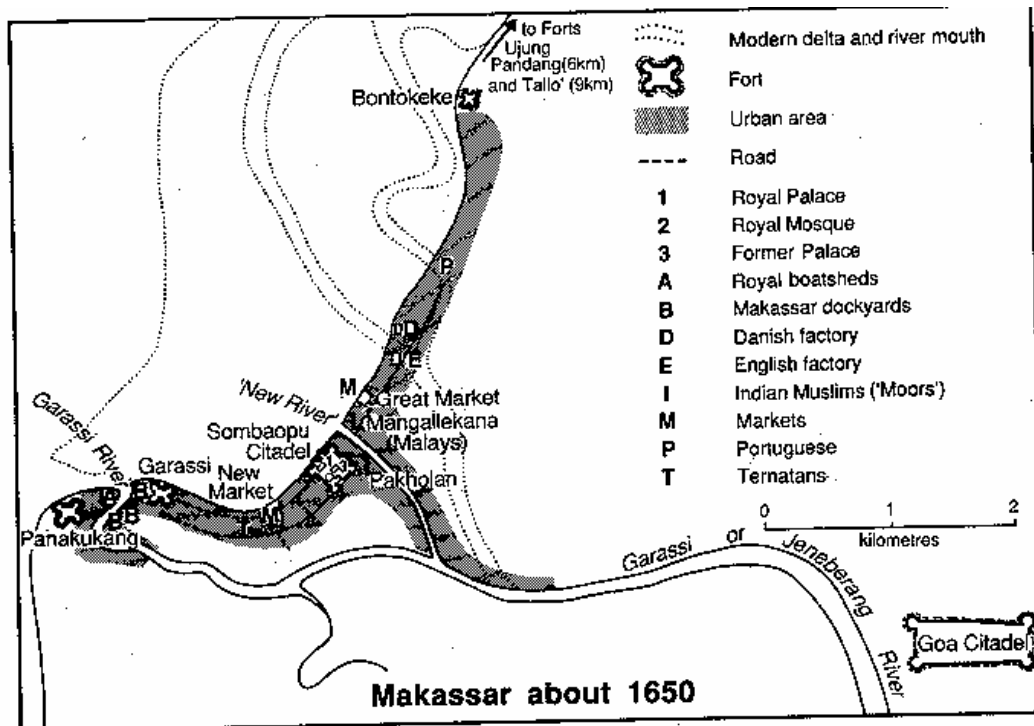 to Forts
Ujung
Pandang(6km)
and Tallo' (9km)
Bontokeke
Modern delta and river mouth
Fort
Urban area
Road
1 Royal Palace
2 Royal Mosque
3 Former Palace
A Royal boatsheds
B Makassar dockyards
D Danish factory
E English factory
I Indian Muslims ('Moors')
M Markets
P Portuguese
T Ternatans
0 1 2
kilometres
P
D
E
M
Great Market
'New River'
Mangallekana
(Malays)
Sombaopu
Citadel
Pakholan
Garassi River
Garassi
New
Market
M
B
B
B
Panakukang
Garassi or Jeneberang River
Goa Citadel
Makassar about 1650